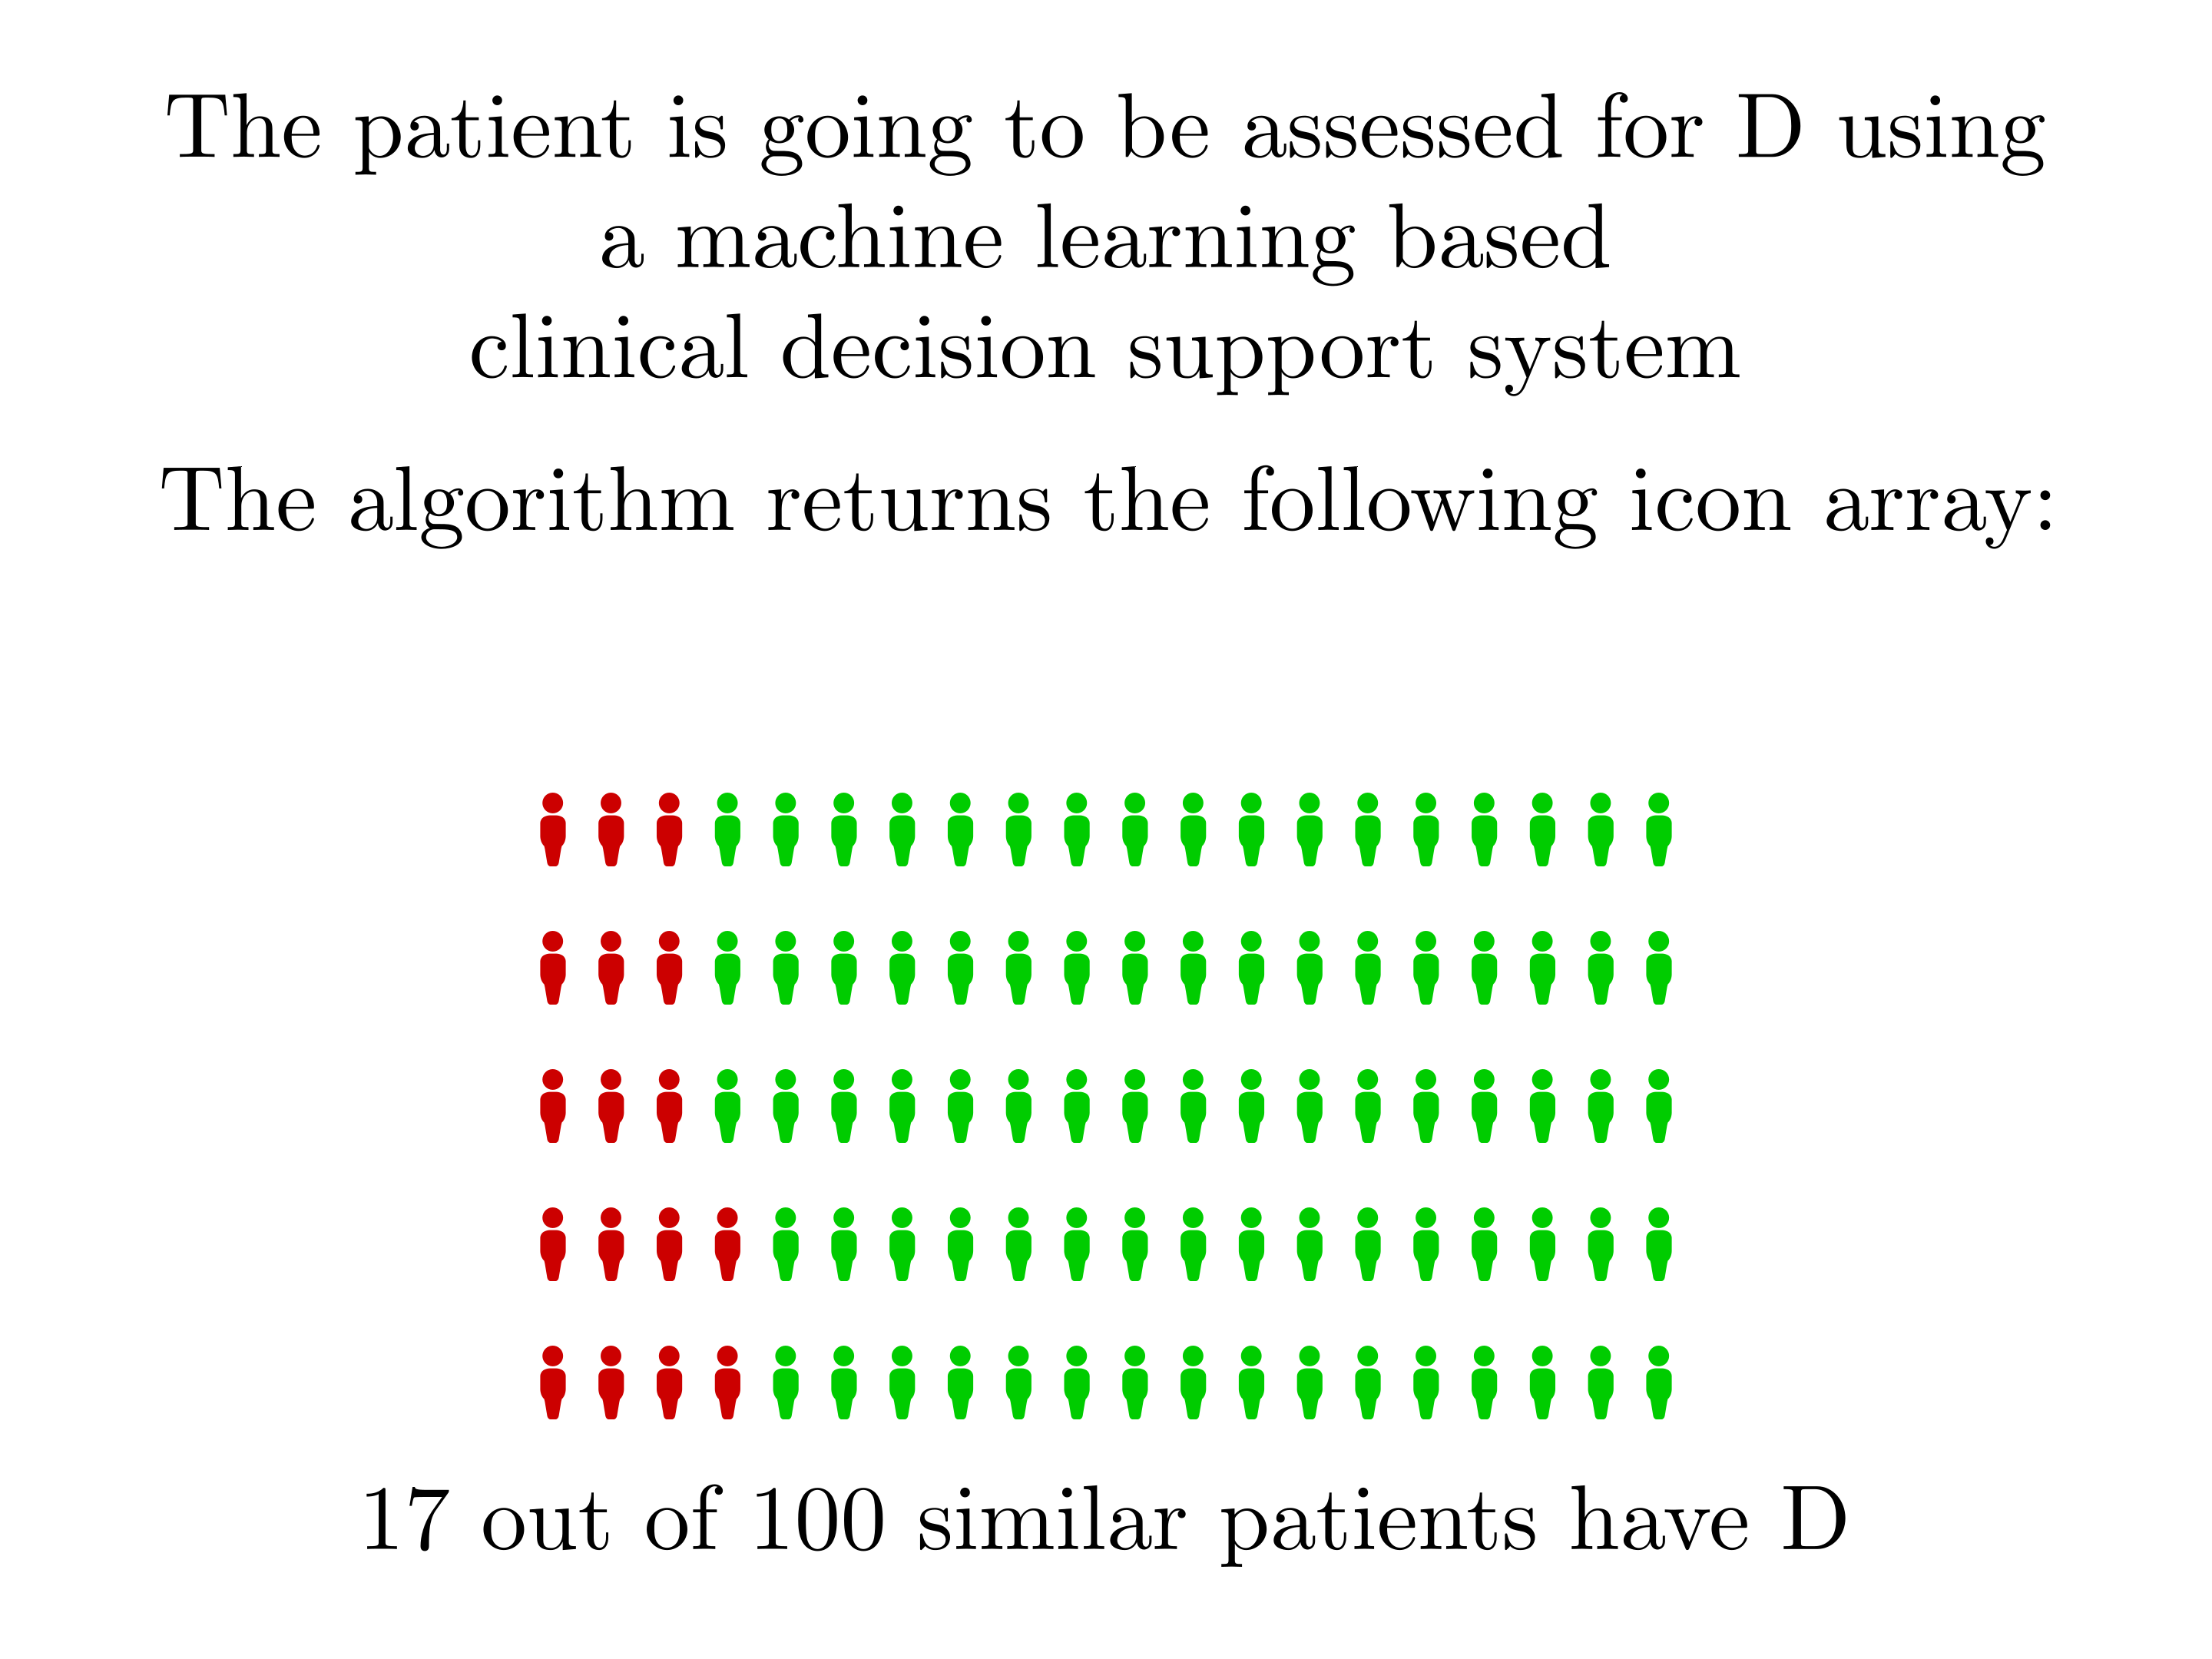 The patient is going to be assessed for D using
a machine learning based
clinical decision support system
The algorithm returns the following icon array:
17 out of 100 similar patients have D